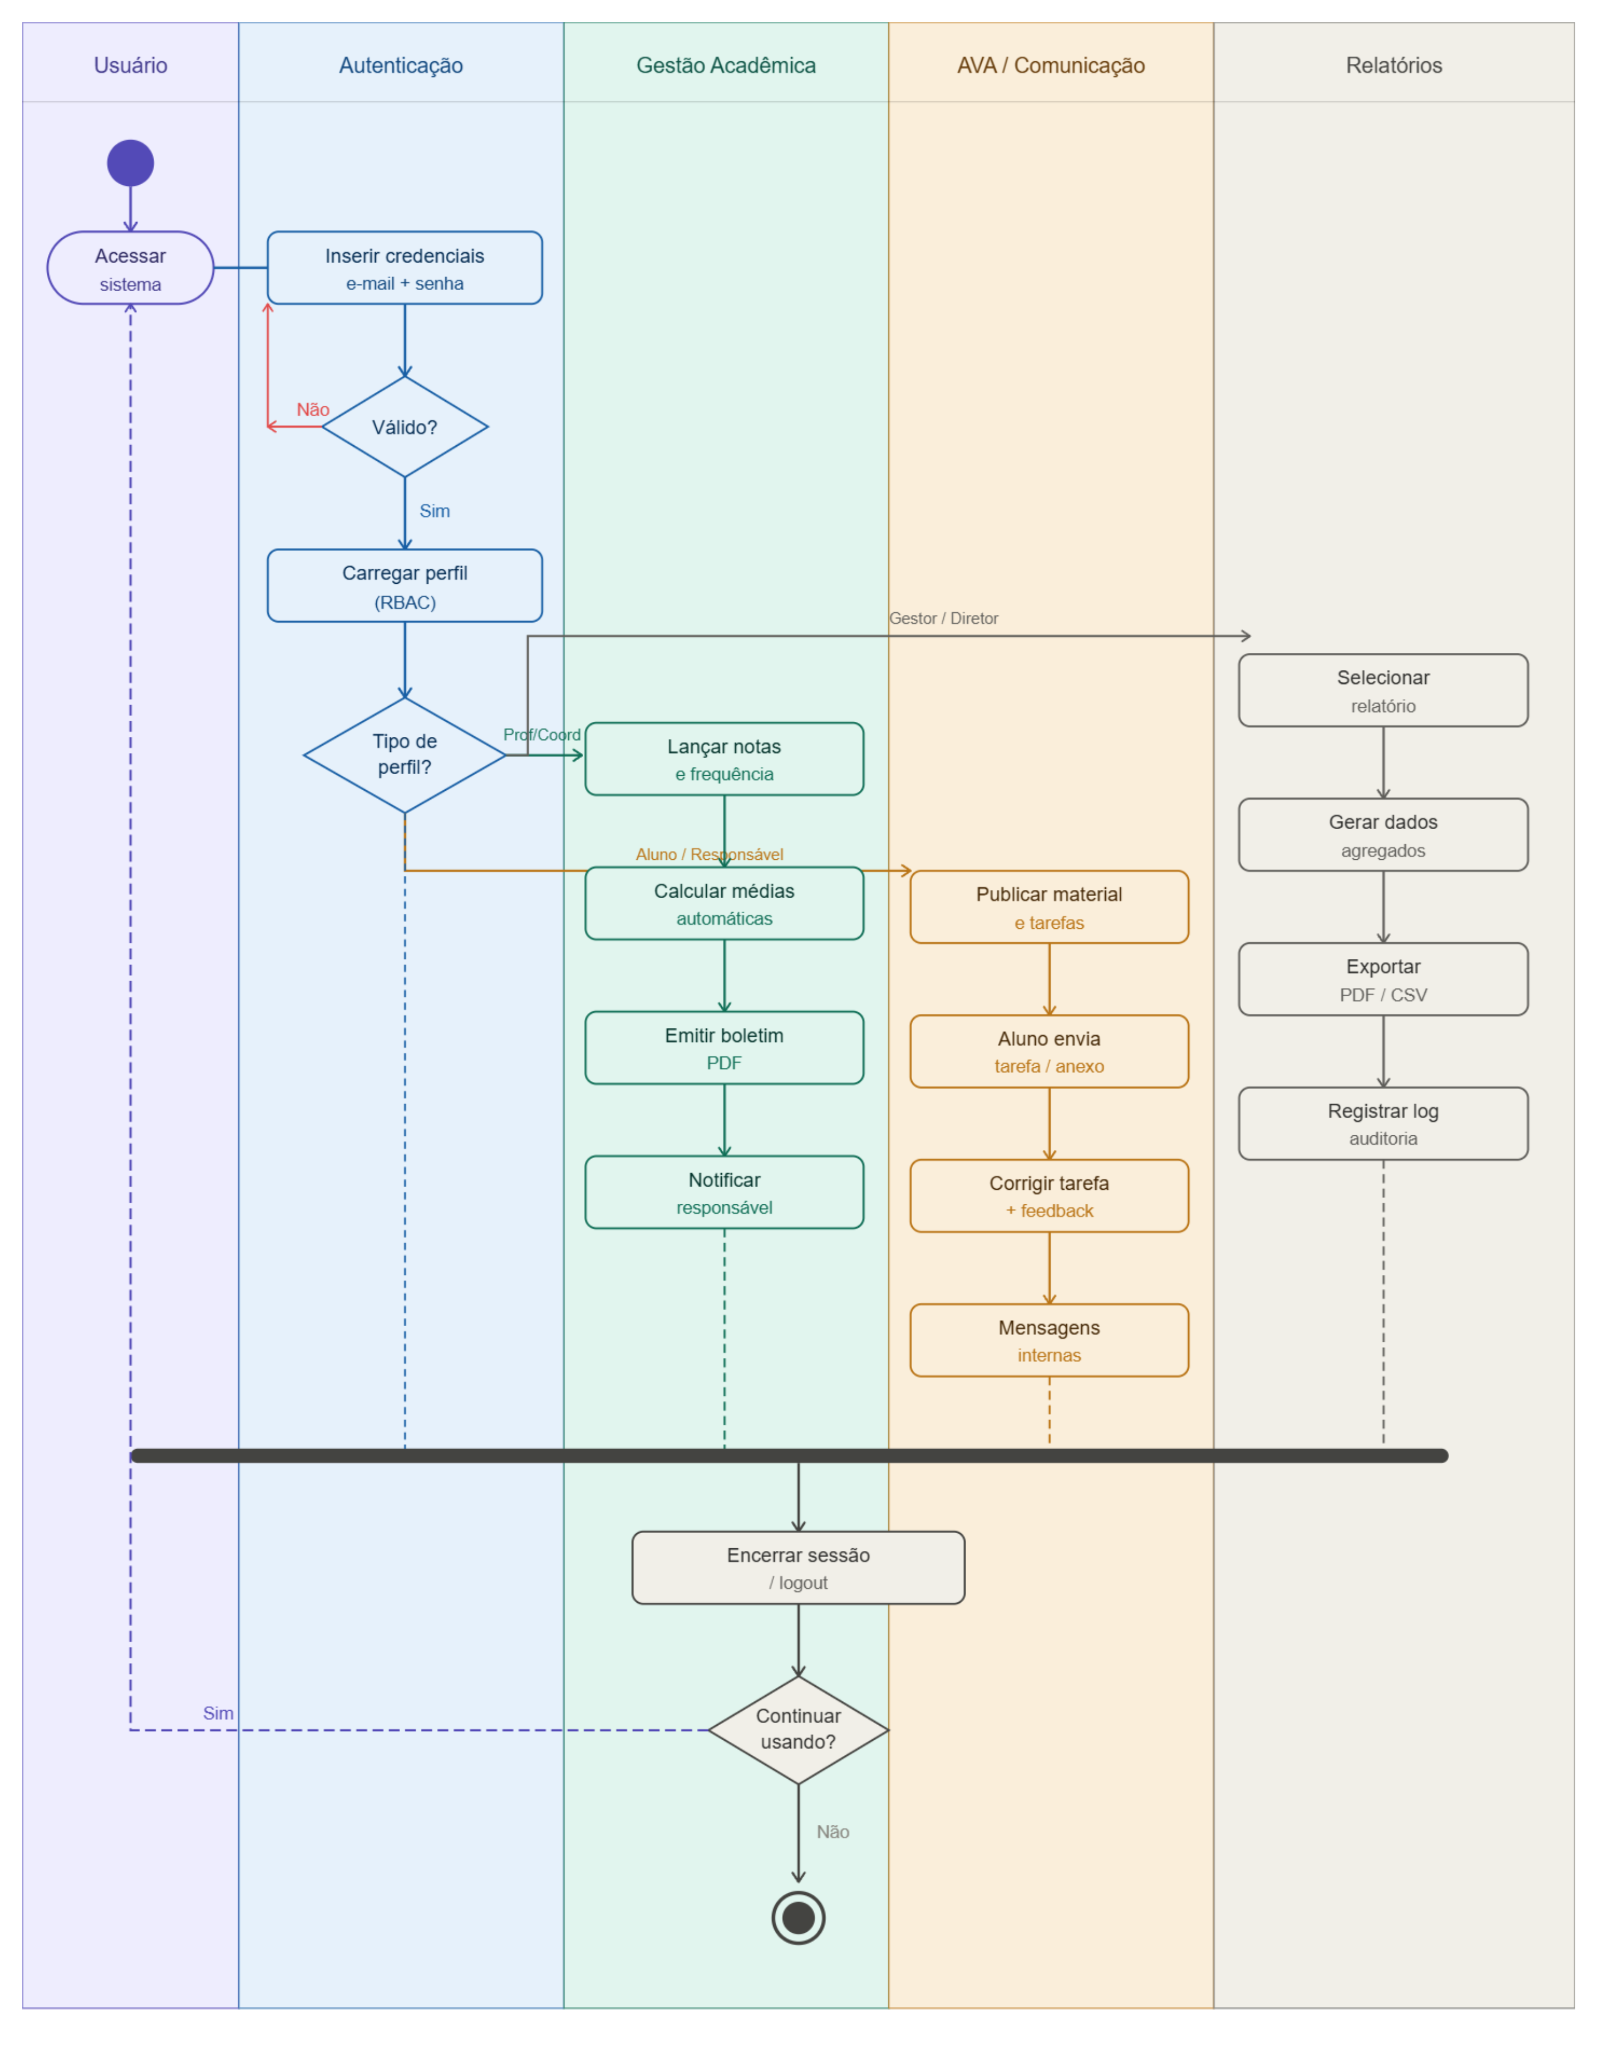 Usuário
Autenticação
Gestão Acadêmica
AVA / Comunicação
Relatórios
Acessar
sistema
Inserir credenciais
e-mail + senha
Não
Válido?
Sim
Carregar perfil
(RBAC)
Gestor / Diretor
Selecionar
relatório
Tipo de
perfil?
Prof/Coord
Lançar notas
e frequência
Gerar dados
agregados
Aluno / Responsável
Calcular médias
automáticas
Publicar material
e tarefas
Exportar
PDF / CSV
Emitir boletim
PDF
Aluno envia
tarefa / anexo
Registrar log
auditoria
Notificar
responsável
Corrigir tarefa
+ feedback
Mensagens
internas
Encerrar sessão
/ logout
Sim
Continuar
usando?
Não